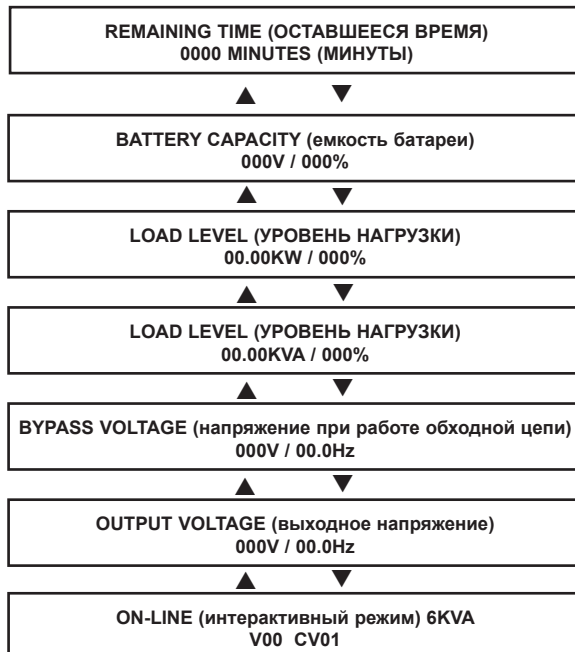 REMAINING TIME (ОСТАВШЕЕСЯ ВРЕМЯ)
0000 MINUTES (МИНУТЫ)
BATTERY CAPACITY (емкость батареи)
000V / 000%
LOAD LEVEL (УРОВЕНЬ НАГРУЗКИ)
00.00KW / 000%
LOAD LEVEL (УРОВЕНЬ НАГРУЗКИ)
00.00KVA / 000%
BYPASS VOLTAGE (напряжение при работе обходной цепи)
000V / 00.0Hz
OUTPUT VOLTAGE (выходное напряжение)
000V / 00.0Hz
ON-LINE (интерактивный режим) 6KVA
V00 CV01